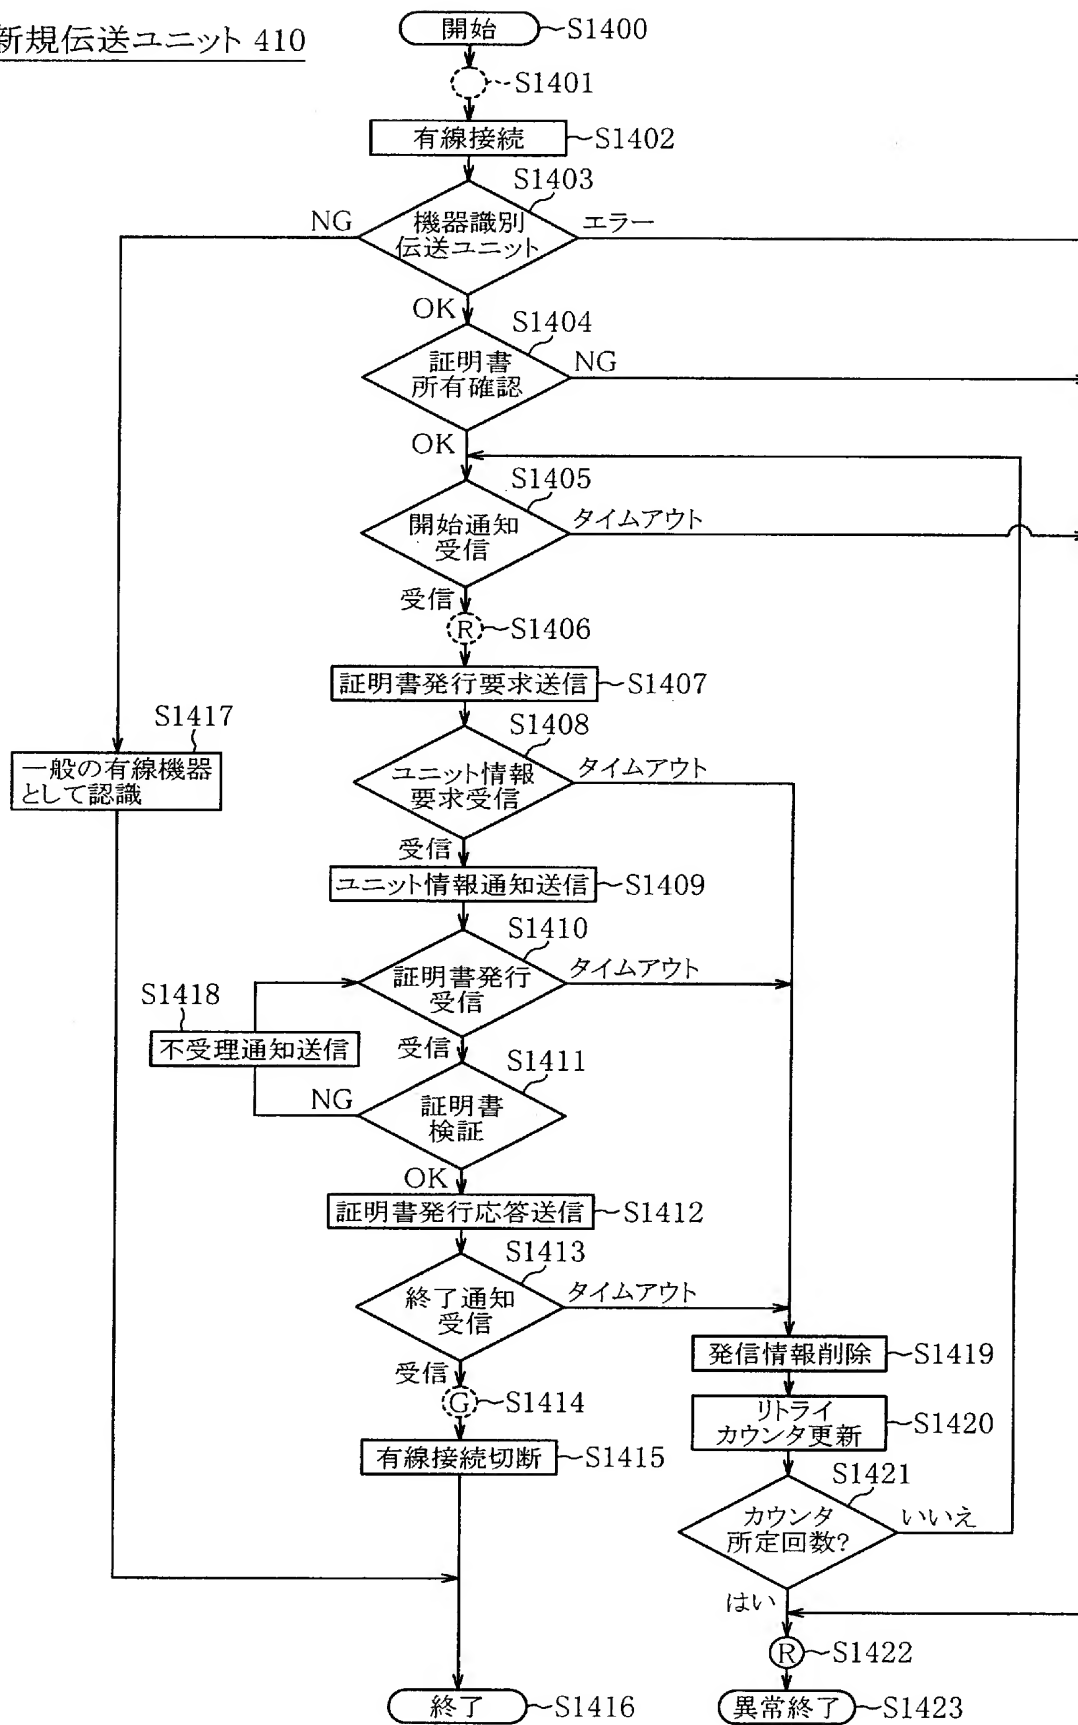 新規伝送ユニット 410
開始
S1400
S1401
有線接続
S1402
S1403
機器識別
伝送ユニット
NG
エラー
OK
S1404
証明書
所有確認
NG
OK
S1405
開始通知
受信
タイムアウト
受信
R
S1406
証明書発行要求送信
S1407
S1408
ユニット情報
要求受信
タイムアウト
S1417
一般の有線機器
として認識
受信
ユニット情報通知送信
S1409
S1410
証明書発行
受信
タイムアウト
S1418
不受理通知送信
受信
S1411
証明書
検証
NG
OK
証明書発行応答送信
S1412
S1413
終了通知
受信
タイムアウト
受信
G
S1414
有線接続切断
S1415
発信情報削除
S1419
リトライ
カウンタ更新
S1420
S1421
カウンタ
所定回数?
いいえ
はい
R
S1422
終了
S1416
異常終了
S1423